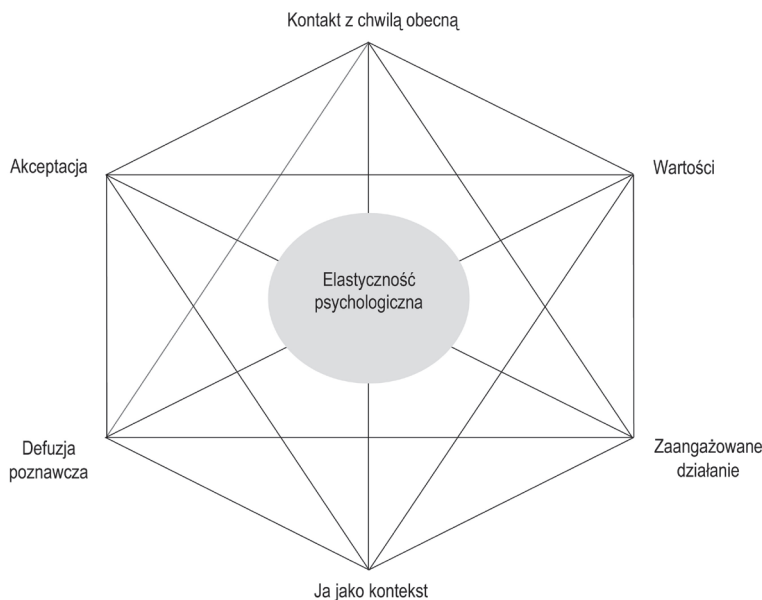 Kontakt z chwilą obecną
Akceptacja
Wartości
Elastyczność
psychologiczna
Defuzja
poznawcza
Zaangażowane
działanie
Ja jako kontekst